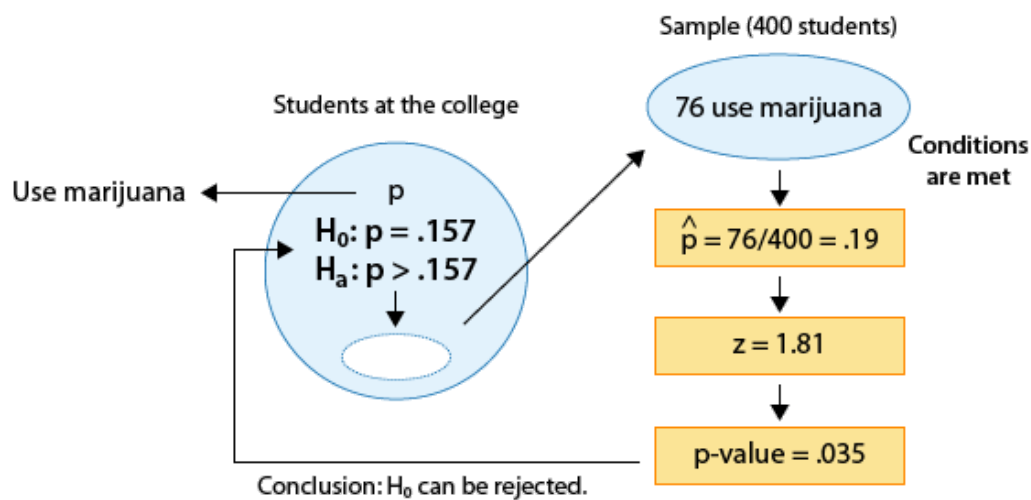 Sample (400 students)
76 use marijuana
Students at the college
Conditions
are met
Use marijuana
p
H₀: p = .157
Hₐ: p > .157
p̂ = 76/400 = .19
z = 1.81
p-value = .035
Conclusion: H₀ can be rejected.